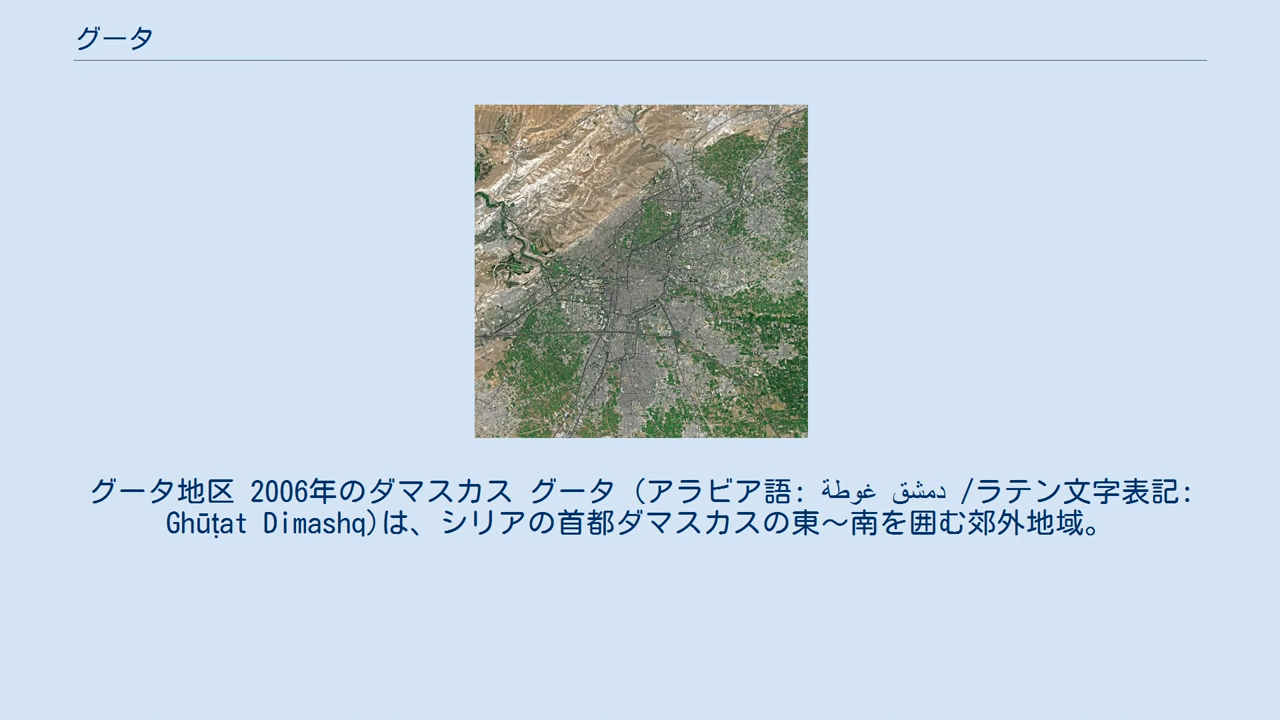 グータ
グータ地区 2006年のダマスカス グータ (アラビア語: دمشق غوطة /ラテン文字表記:
Ghūṭat Dimashq)は、シリアの首都ダマスカスの東～南を囲む郊外地域。